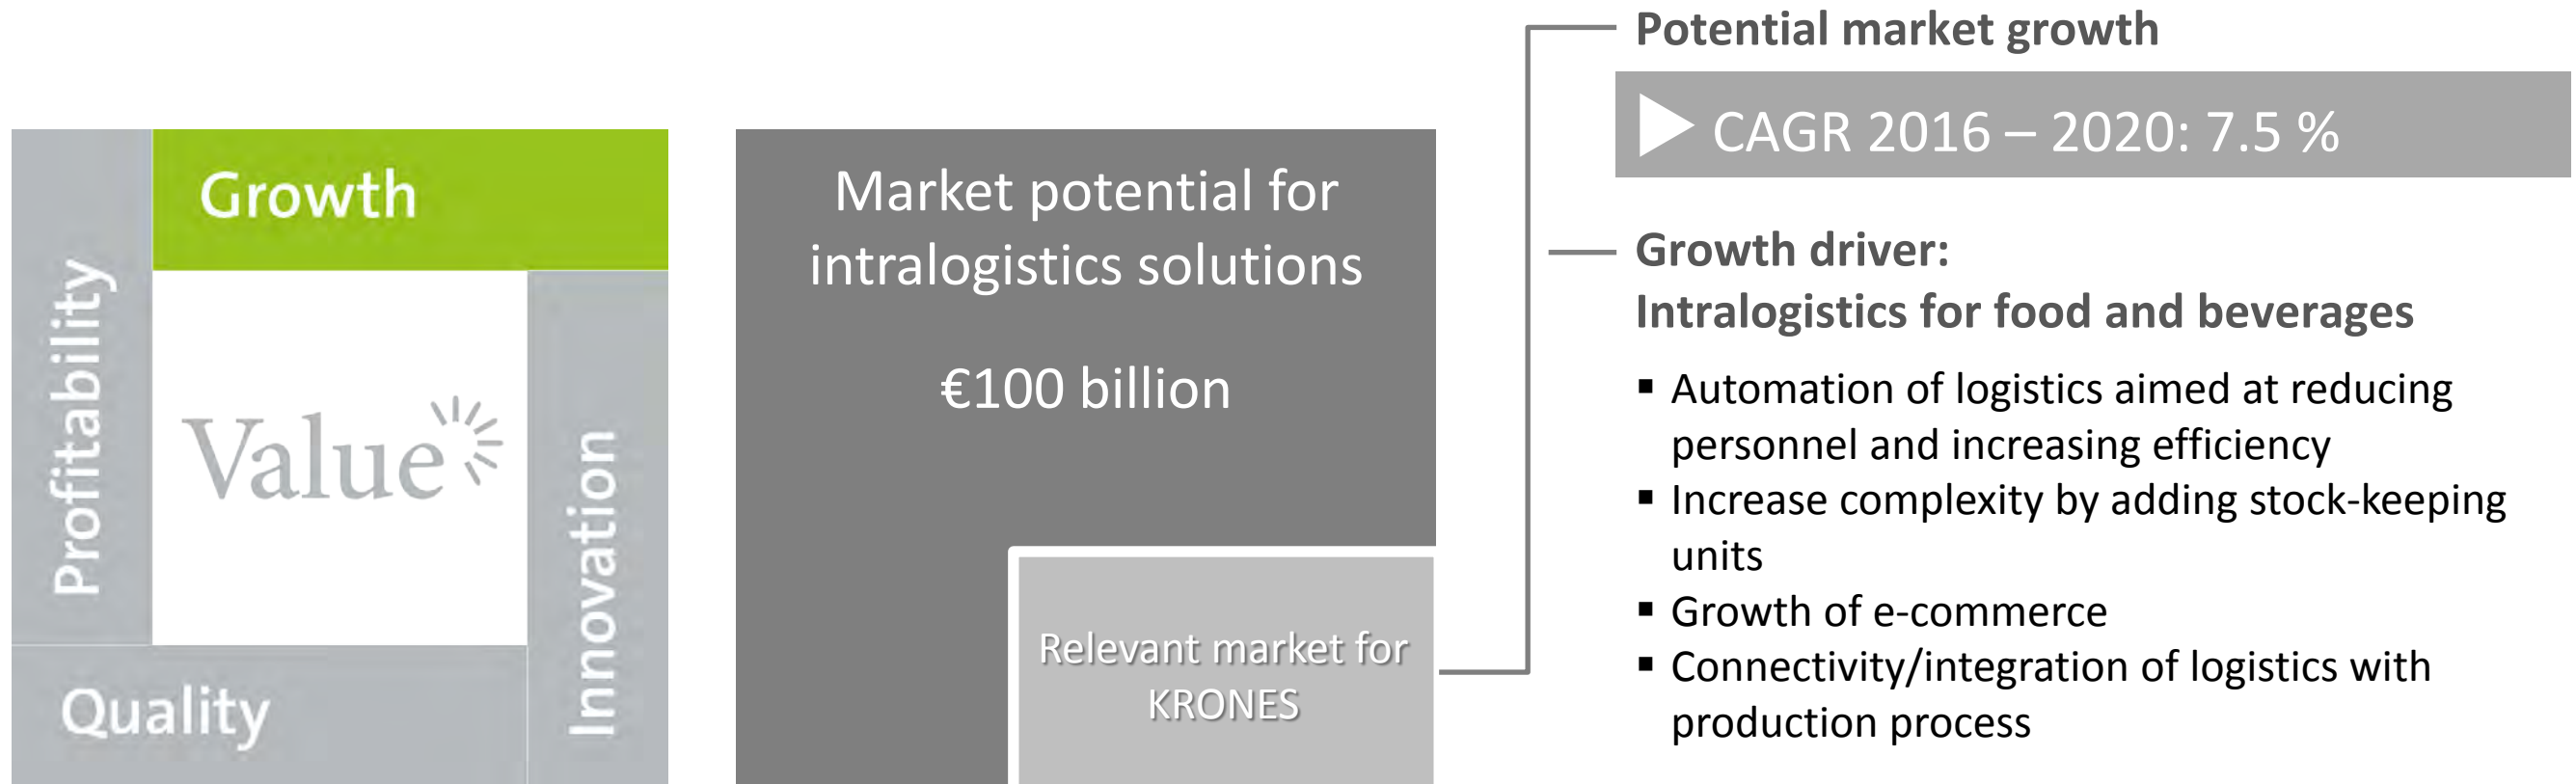 Growth
Profitability
Value
Innovation
Quality
Market potential for
intralogistics solutions
€100 billion
Relevant market for
KRONES
Potential market growth
CAGR 2016 – 2020: 7.5 %
Growth driver:
Intralogistics for food and beverages
▪ Automation of logistics aimed at reducing
personnel and increasing efficiency
▪ Increase complexity by adding stock-keeping
units
▪ Growth of e-commerce
▪ Connectivity/integration of logistics with
production process